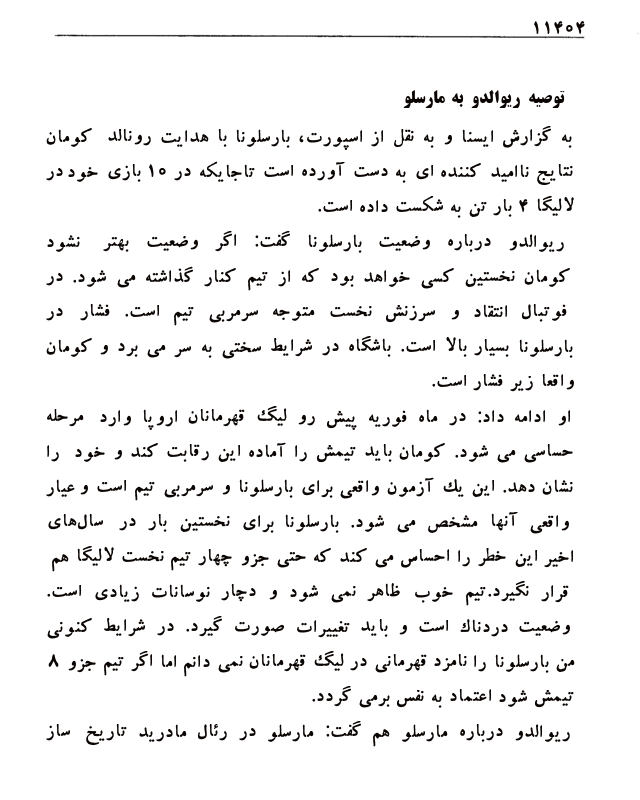 ۱۱۴۰۴
توصیه ریوالدو به مارسلو
به گزارش ایسنا و به نقل از اسپورت، بارسلونا با هدایت رونالد کومان
نتایج ناامید کننده ای به دست آورده است تاجایکه در ۱۰ بازی خود در
لالیگا ۴ بار تن به شکست داده است.
ریوالدو درباره وضعیت بارسلونا گفت: اگر وضعیت بهتر نشود
کومان نخستین کسی خواهد بود که از تیم کنار گذاشته می شود. در
فوتبال انتقاد و سرزنش نخست متوجه سرمربی تیم است. فشار در
بارسلونا بسیار بالا است. باشگاه در شرایط سختی به سر می برد و کومان
واقعا زیر فشار است.
او ادامه داد: در ماه فوریه پیش رو لیگ قهرمانان اروپا وارد مرحله
حساسی می شود. کومان باید تیمش را آماده این رقابت کند و خود را
نشان دهد. این یك آزمون واقعی برای بارسلونا و سرمربی تیم است و عیار
واقعی آنها مشخص می شود. بارسلونا برای نخستین بار در سال‌های
اخیر این خطر را احساس می کند که حتی جزو چهار تیم نخست لالیگا هم
قرار نگیرد.تیم خوب ظاهر نمی شود و دچار نوسانات زیادی است.
وضعیت دردناك است و باید تغییرات صورت گیرد. در شرایط کنونی
من بارسلونا را نامزد قهرمانی در لیگ قهرمانان نمی دانم اما اگر تیم جزو ۸
تیمش شود اعتماد به نفس برمی گردد.
ریوالدو درباره مارسلو هم گفت: مارسلو در رئال مادرید تاریخ ساز